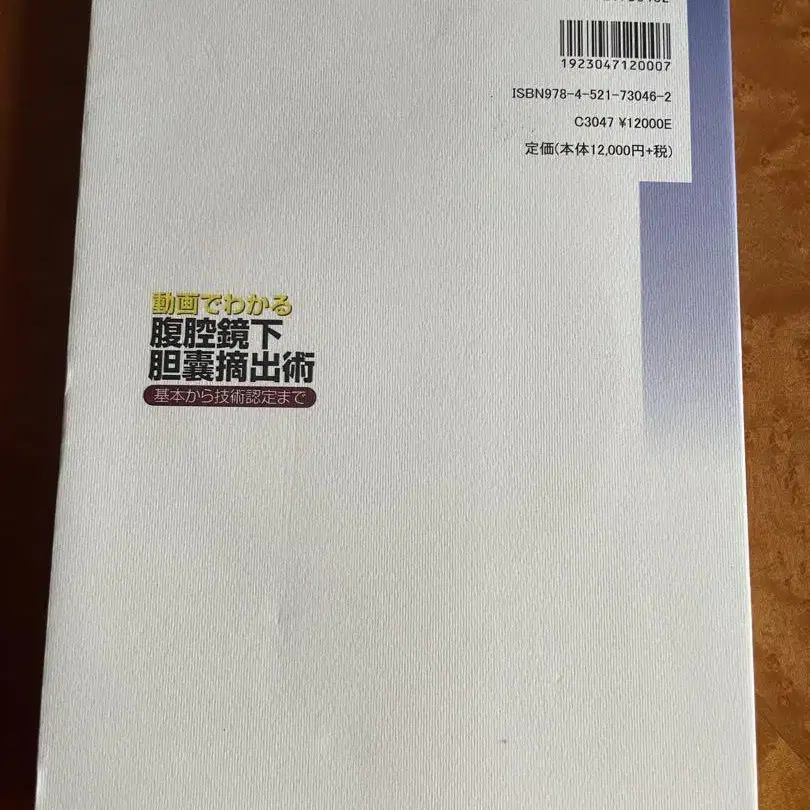 1923047120007
ISBN978-4-521-73046-2
C3047 ¥12000E
定価(本体12,000円+税)
動画でわかる
腹腔鏡下
胆嚢摘出術
基本から技術認定まで